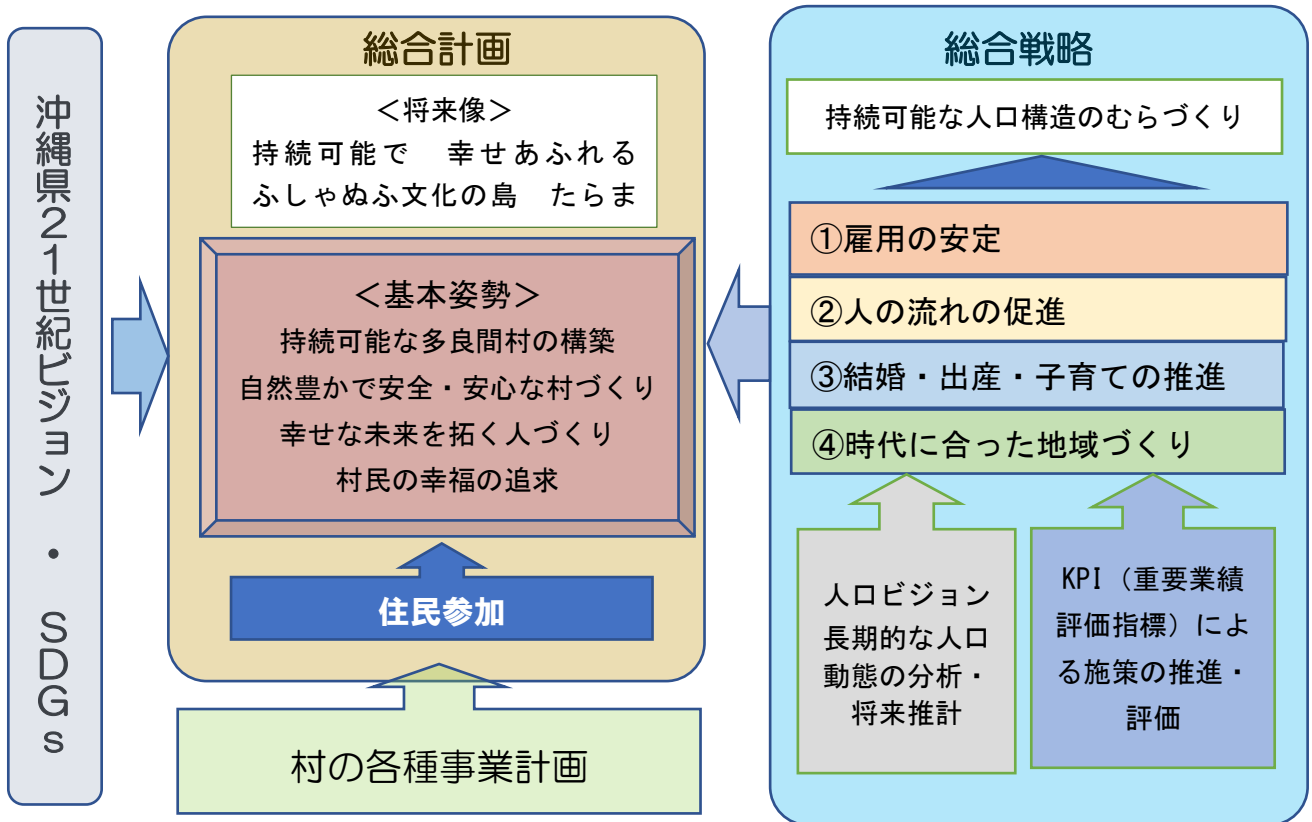 沖縄県21世紀ビジョン ・ SDGs
総合計画
<将来像>
持続可能で　幸せあふれる
ふしゃぬふ文化の島　たらま
<基本姿勢>
持続可能な多良間村の構築
自然豊かで安全・安心な村づくり
幸せな未来を拓く人づくり
村民の幸福の追求
住民参加
村の各種事業計画
総合戦略
持続可能な人口構造のむらづくり
①雇用の安定
②人の流れの促進
③結婚・出産・子育ての推進
④時代に合った地域づくり
人口ビジョン
長期的な人口
動態の分析・
将来推計
KPI（重要業績
評価指標）によ
る施策の推進・
評価